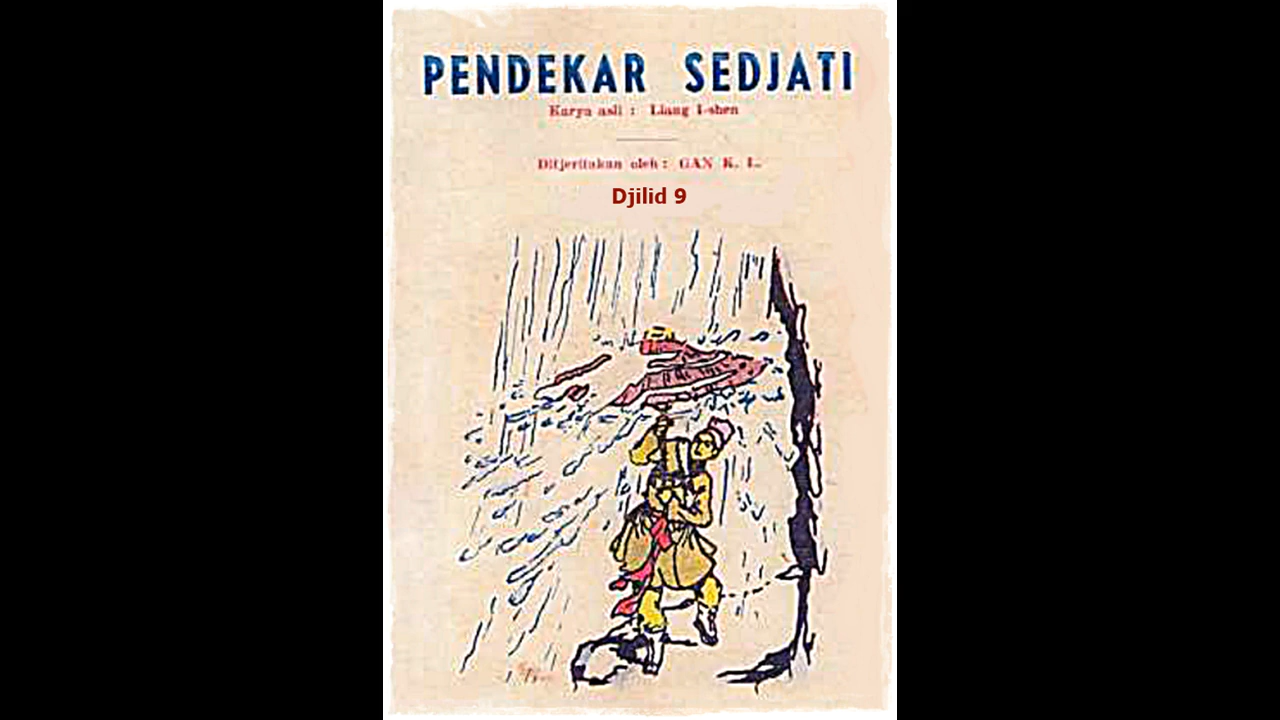 PENDEKAR SEDJATI
Karya asli : Liang I-shen
Ditjeritakan oleh : GAN K. L.
Djilid 9